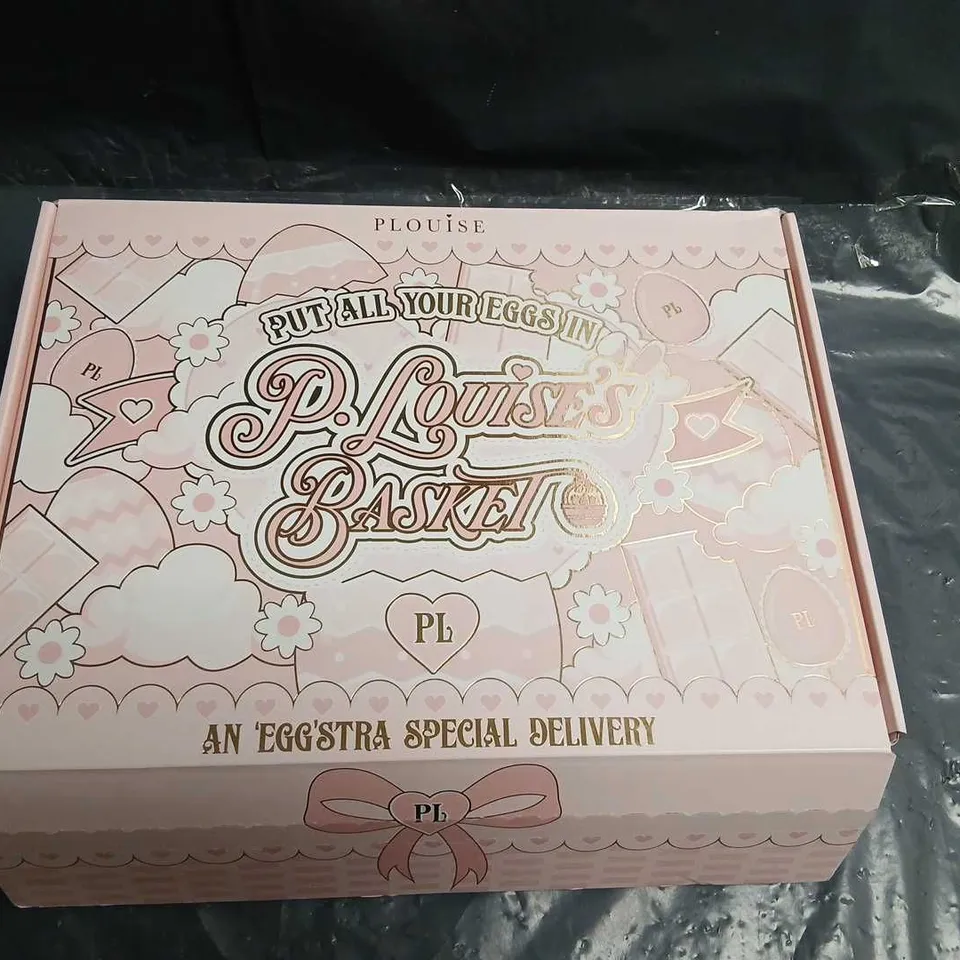 PLOUISE
PUT ALL YOUR EGGS IN
PL
PL
P. LOUISE'S
BASKET
PL
PL
AN 'EGG'STRA SPECIAL DELIVERY
PL